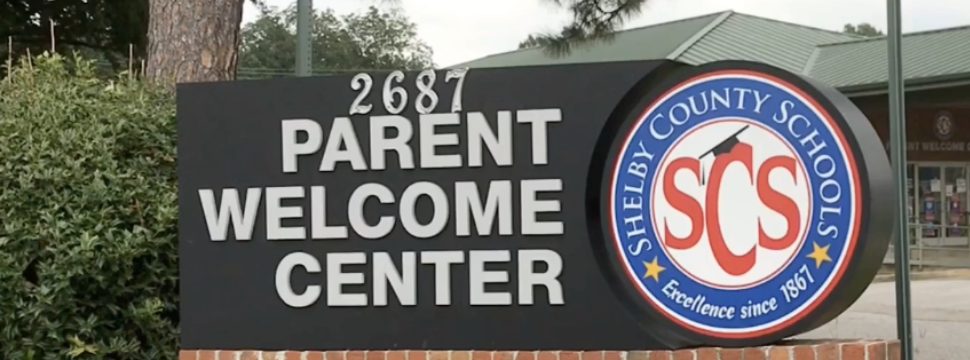 2687
PARENT
WELCOME
CENTER
SHELBY COUNTY SCHOOLS
SCS
Excellence since 1867